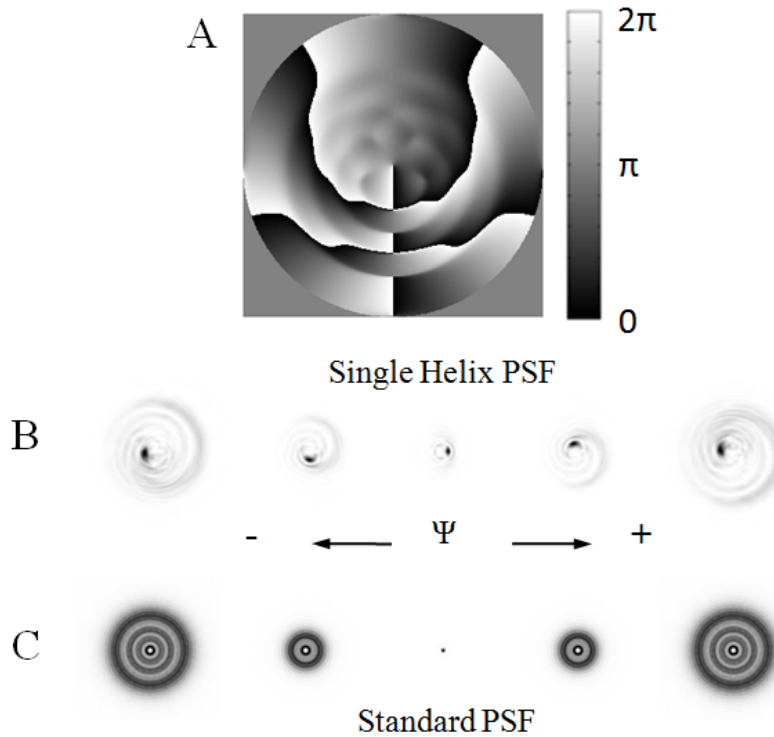 A
2π
π
0
Single Helix PSF
B
- Ψ +
C
Standard PSF